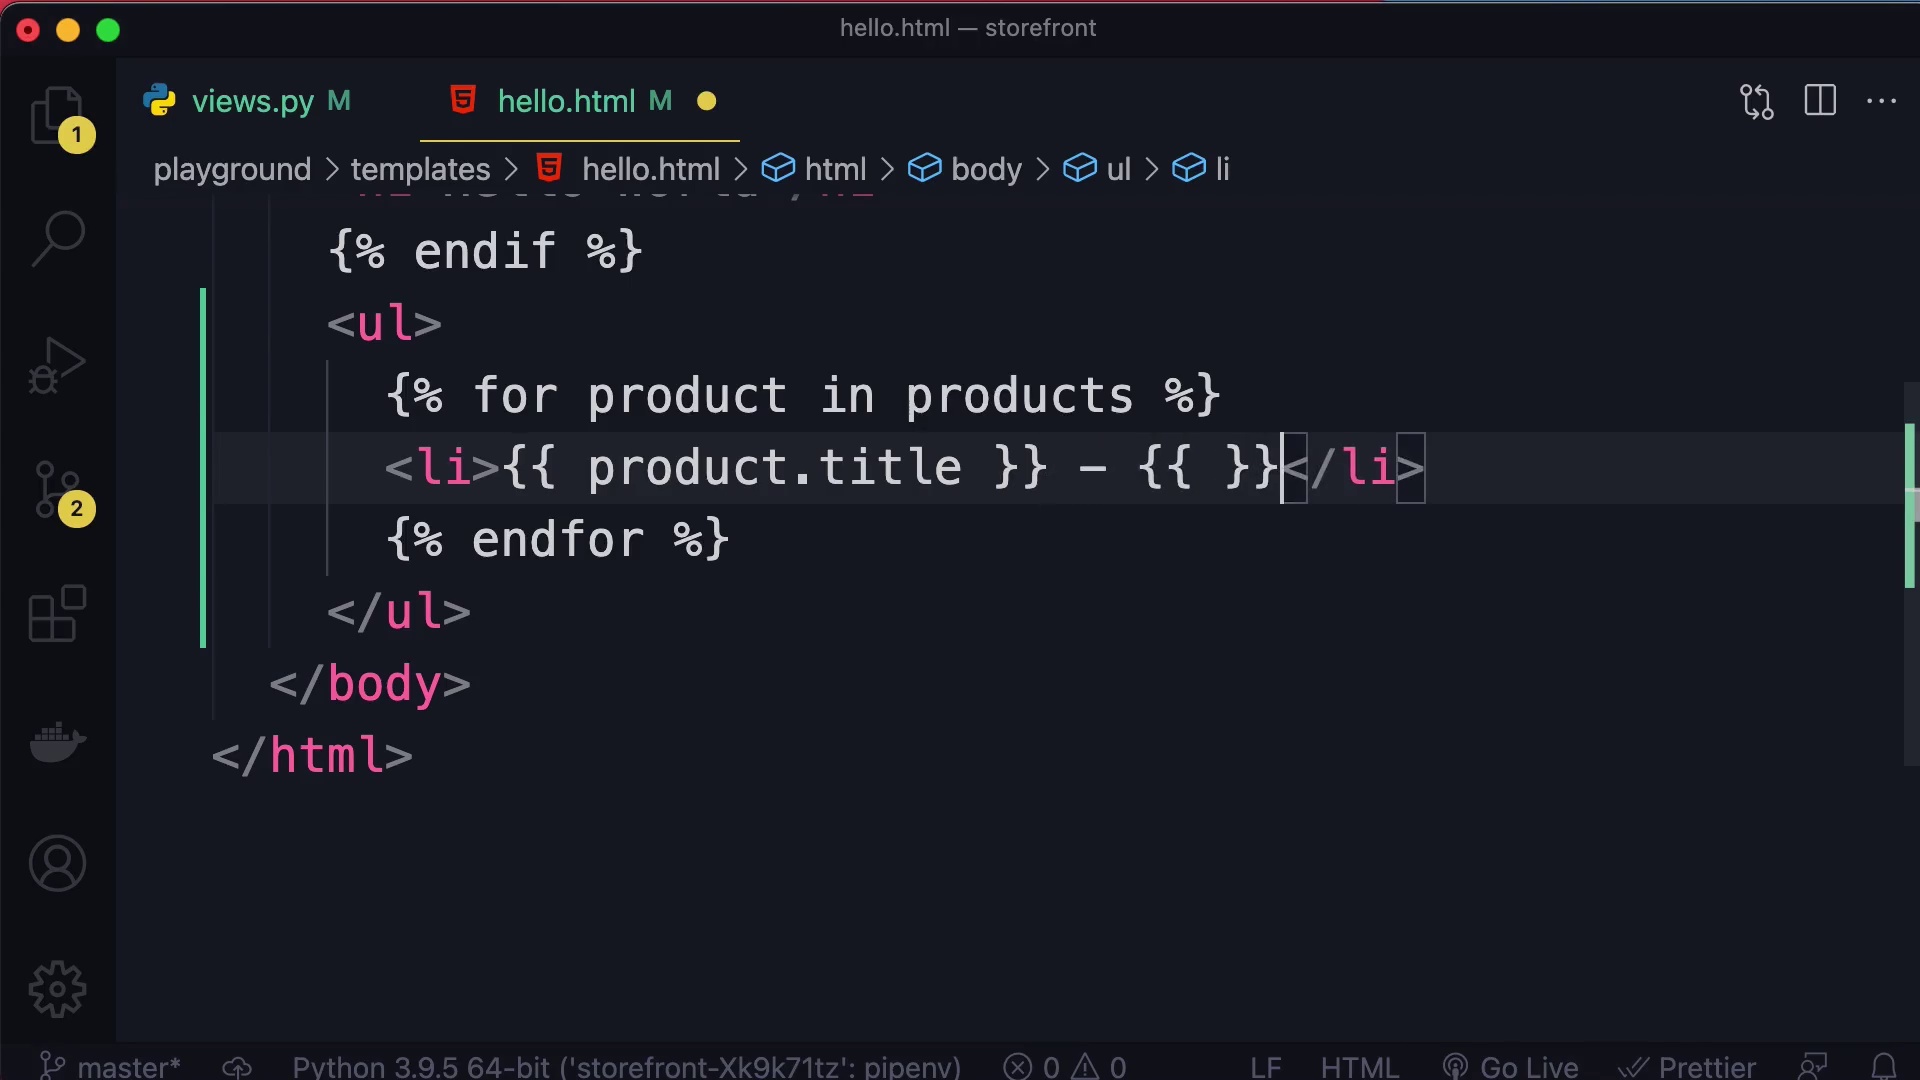 hello.html — storefront
views.py M
hello.html M
playground > templates > hello.html > html > body > ul > li
{% endif %}
<ul>
{% for product in products %}
<li>{{ product.title }} - {{ }}</li>
{% endfor %}
</ul>
</body>
</html>
1
2
master* Python 3.9.5 64-bit ('storefront-Xk9k71tz': pipenv) 0 0 LF HTML Go Live Prettier